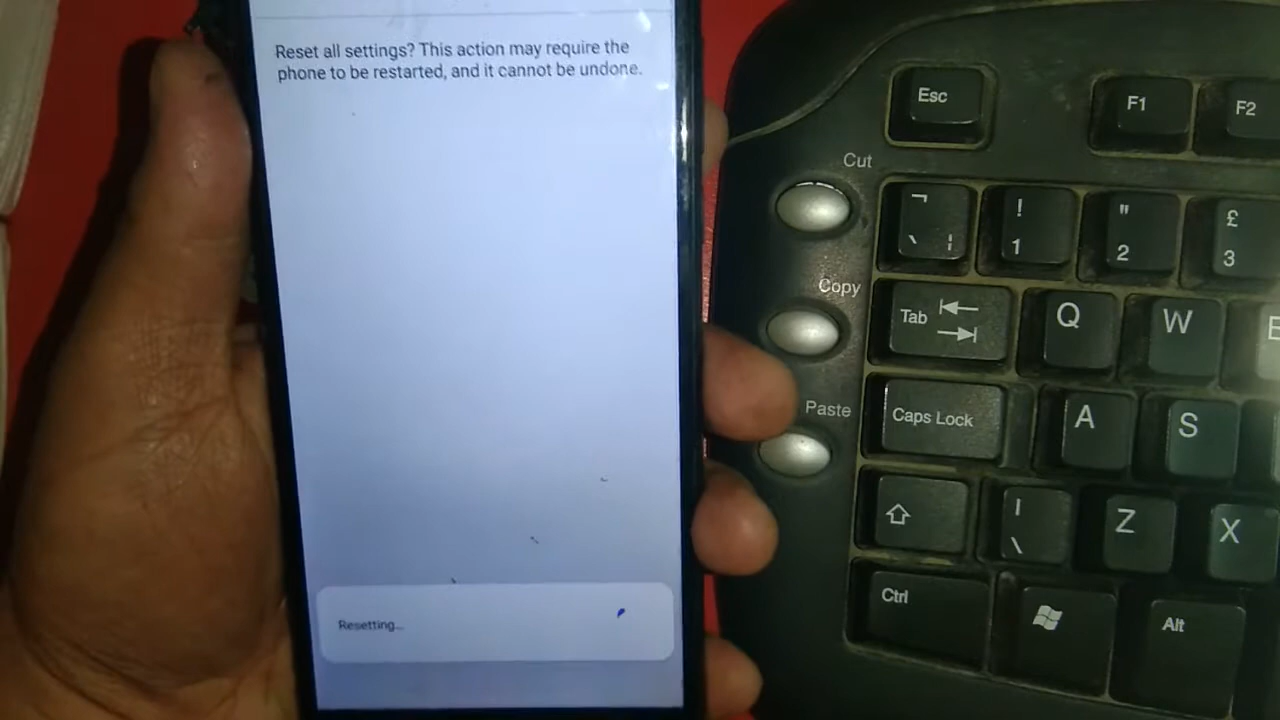 Reset all settings? This action may require the
phone to be restarted, and it cannot be undone.
Resetting...
Esc
F1
F2
Cut
¬
` ¦
!
1
"
2
£
3
Copy
Tab
Q
W
E
Paste
Caps Lock
A
S
|
\
Z
X
Ctrl
Alt